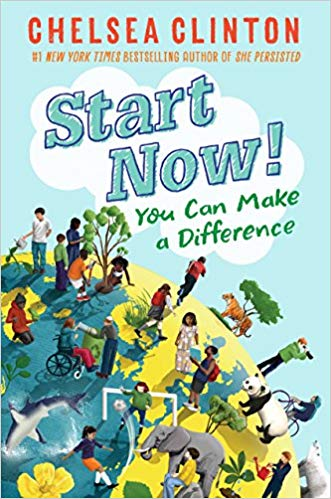 CHELSEA CLINTON
#1 NEW YORK TIMES BESTSELLING AUTHOR OF SHE PERSISTED
Start
Now!
You Can Make
a Difference